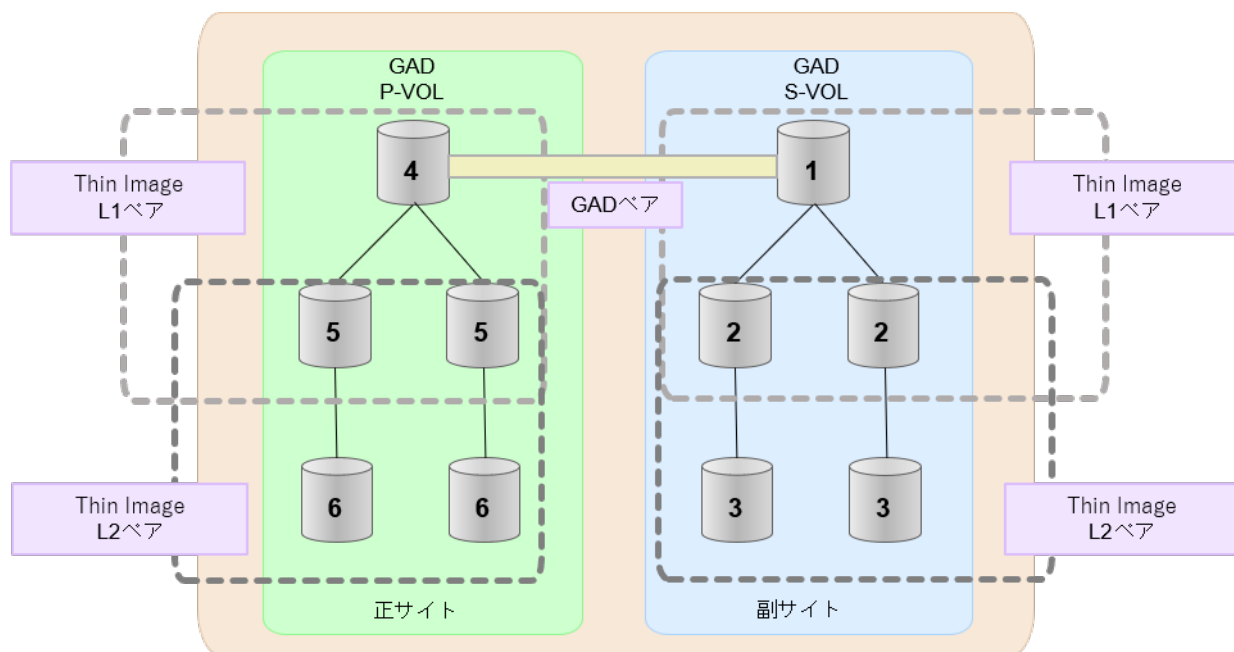 GAD
P-VOL
GAD
S-VOL
4
1
Thin Image
L1ペア
GADペア
Thin Image
L1ペア
5
5
2
2
6
6
3
3
Thin Image
L2ペア
Thin Image
L2ペア
正サイト
副サイト